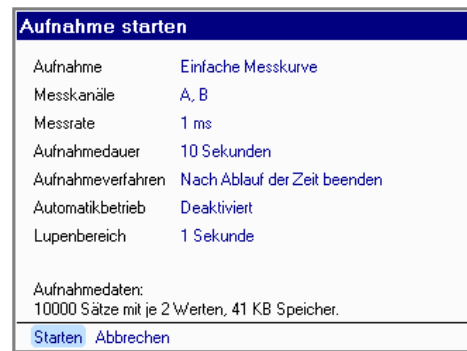 Aufnahme starten
Aufnahme Einfache Messkurve
Messkanäle A, B
Messrate 1 ms
Aufnahmedauer 10 Sekunden
Aufnahmeverfahren Nach Ablauf der Zeit beenden
Automatikbetrieb Deaktiviert
Lupenbereich 1 Sekunde
Aufnahmedaten:
10000 Sätze mit je 2 Werten, 41 KB Speicher.
Starten Abbrechen